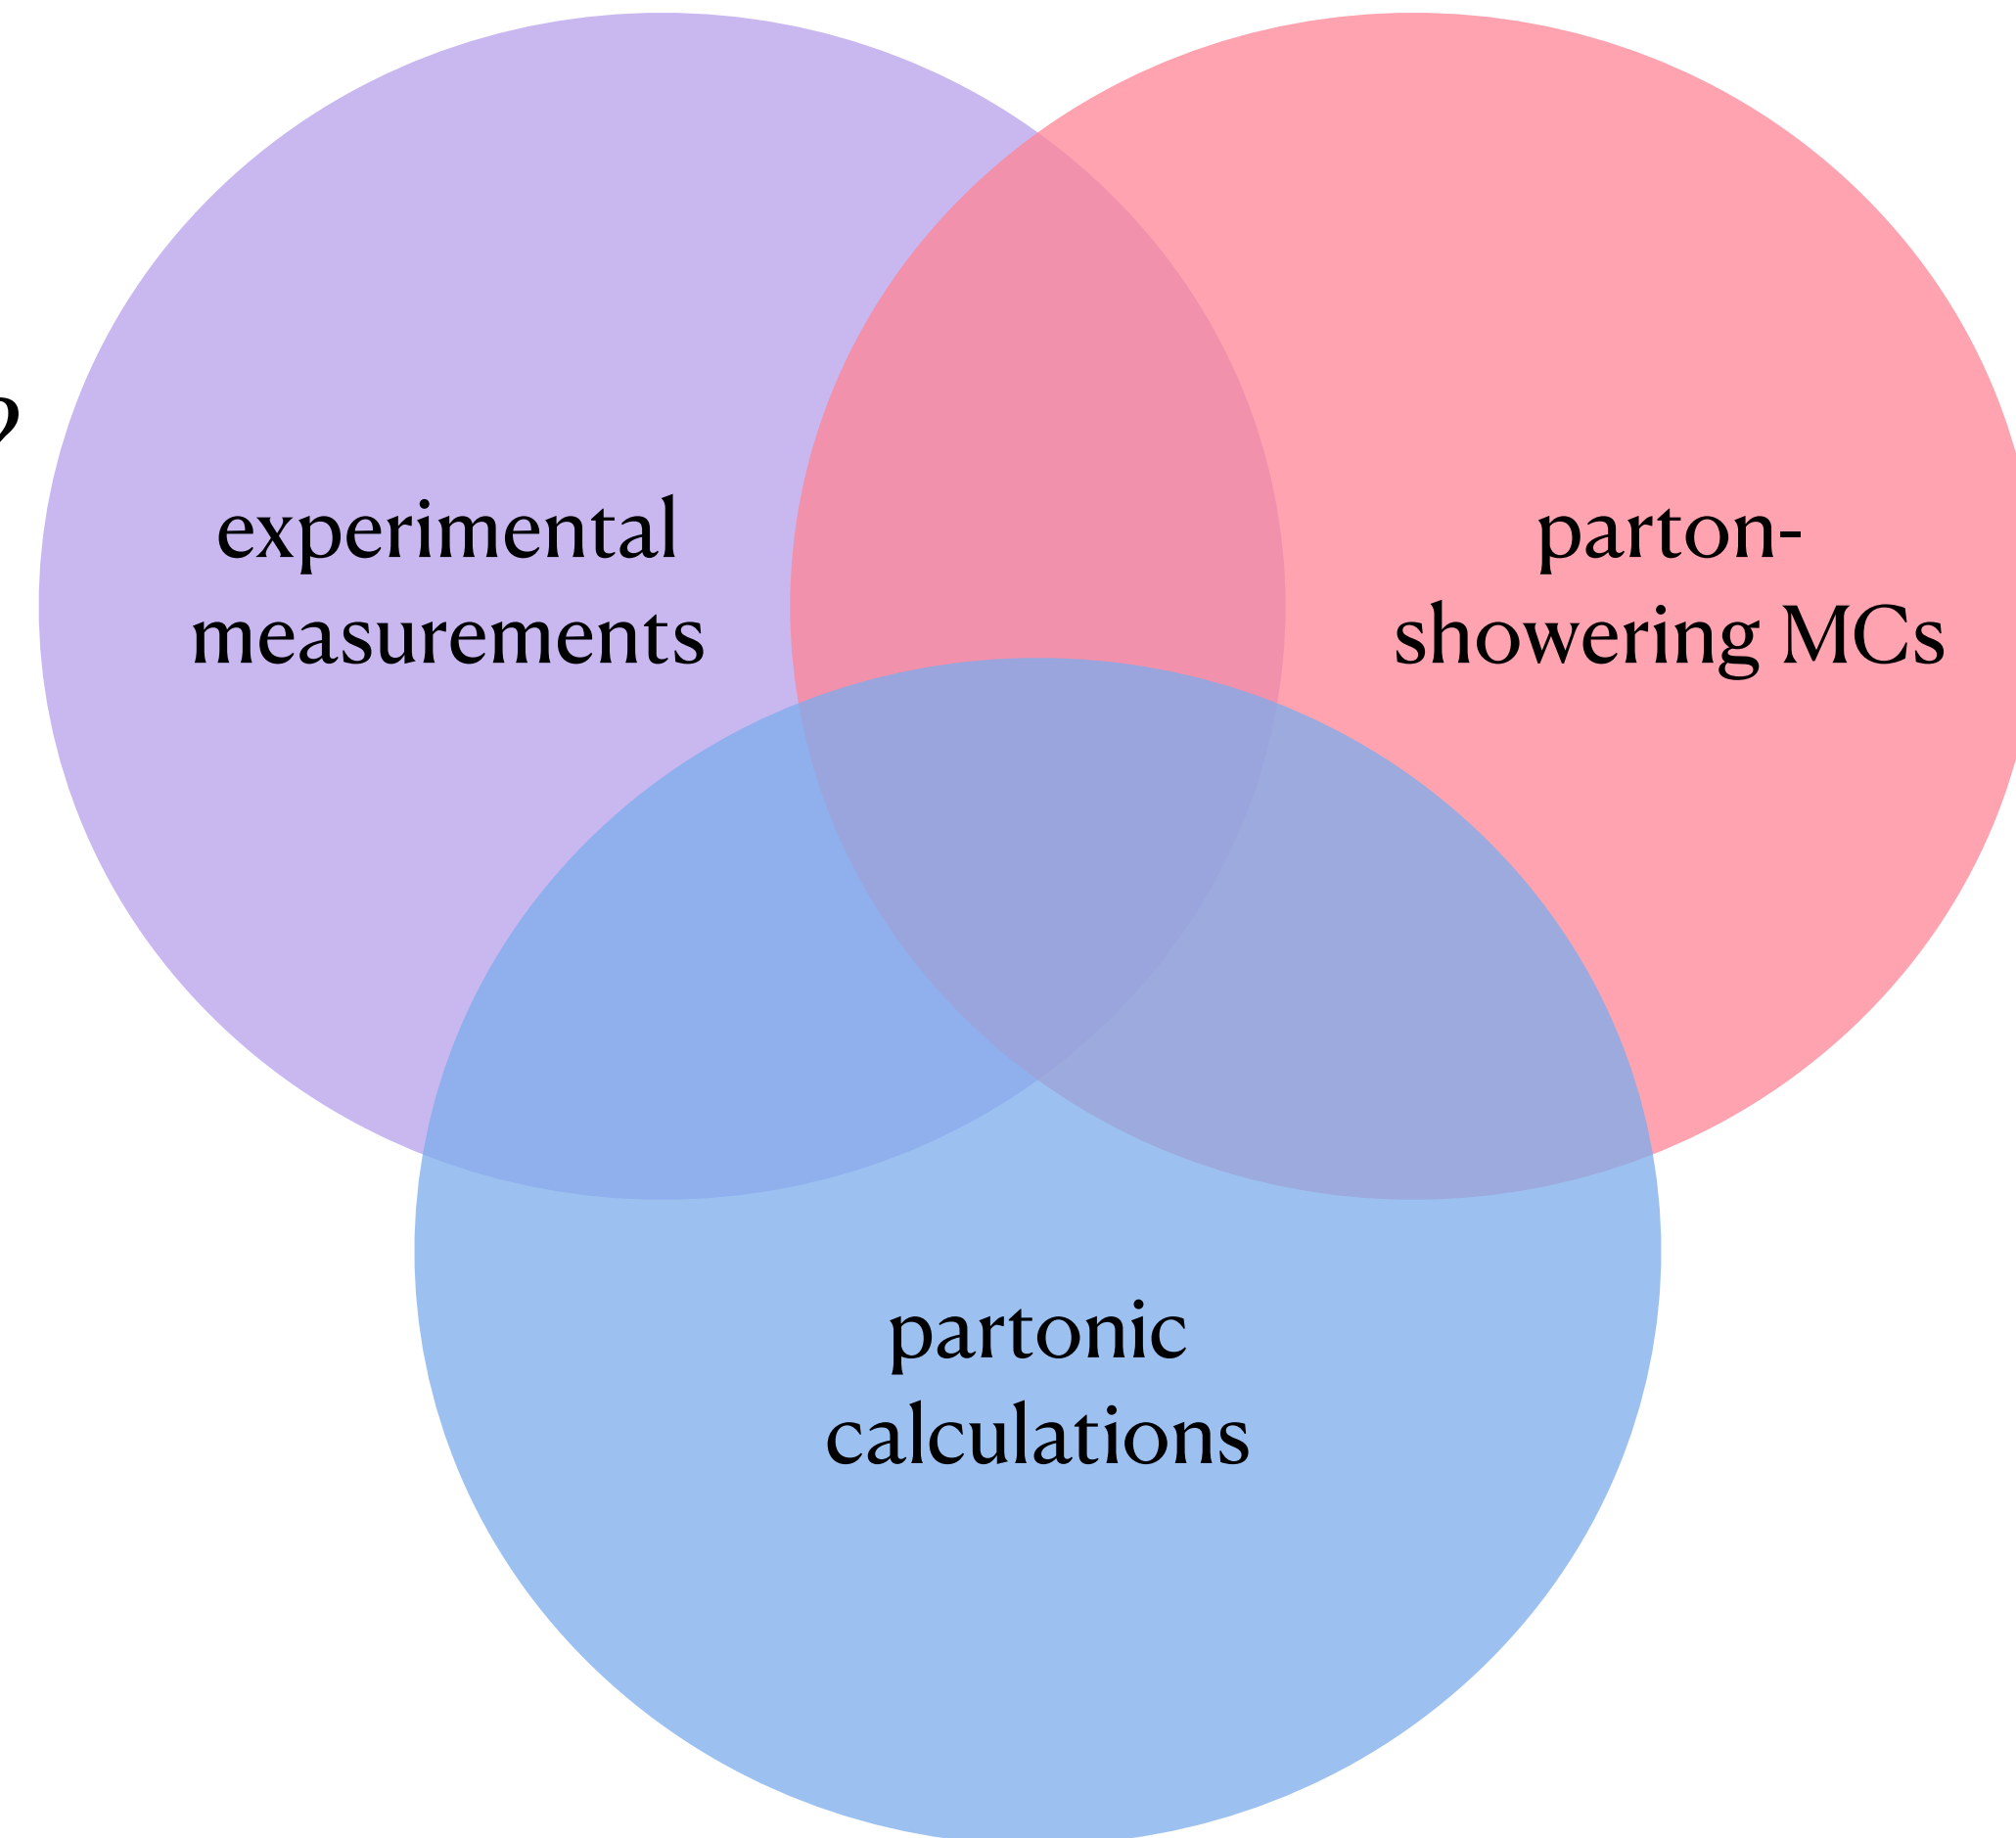 ?
experimental
measurements
parton-
showering MCs
partonic
calculations